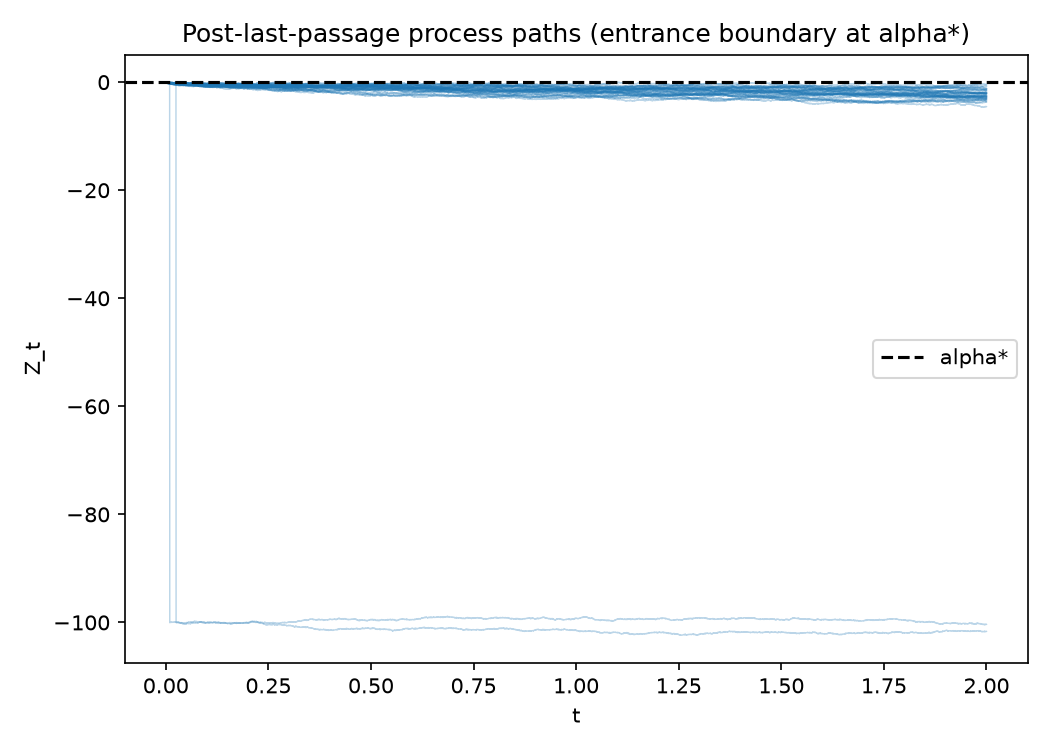 Post-last-passage process paths (entrance boundary at alpha*)
0
−20
−40
−60
−80
−100
Z_t
alpha*
0.00 0.25 0.50 0.75 1.00 1.25 1.50 1.75 2.00
t